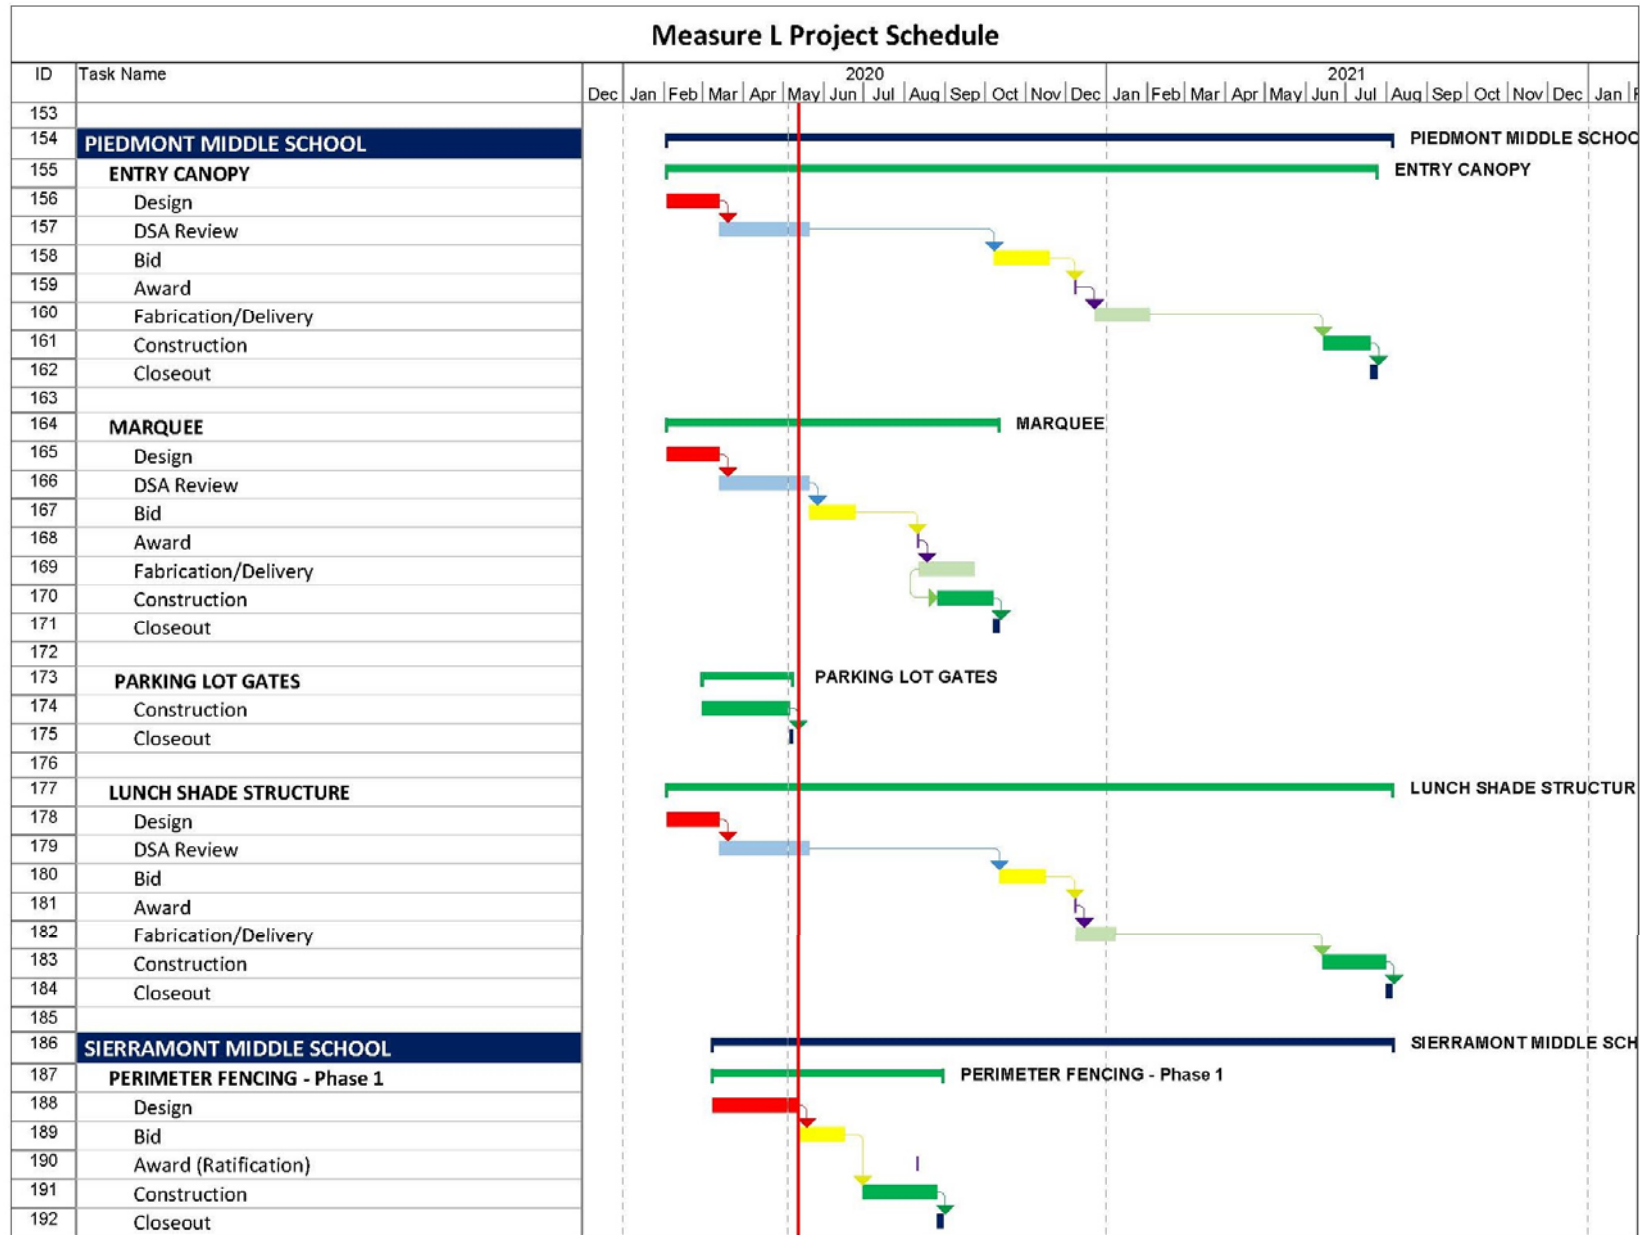 Measure L Project Schedule
ID Task Name 2020 2021
Dec Jan Feb Mar Apr May Jun Jul Aug Sep Oct Nov Dec Jan Feb Mar Apr May Jun Jul Aug Sep Oct Nov Dec Jan F
153
154 PIEDMONT MIDDLE SCHOOL PIEDMONT MIDDLE SCHOO
155 ENTRY CANOPY ENTRY CANOPY
156 Design
157 DSA Review
158 Bid
159 Award
160 Fabrication/Delivery
161 Construction
162 Closeout
163
164 MARQUEE MARQUEE
165 Design
166 DSA Review
167 Bid
168 Award
169 Fabrication/Delivery
170 Construction
171 Closeout
172
173 PARKING LOT GATES PARKING LOT GATES
174 Construction
175 Closeout
176
177 LUNCH SHADE STRUCTURE LUNCH SHADE STRUCTUR
178 Design
179 DSA Review
180 Bid
181 Award
182 Fabrication/Delivery
183 Construction
184 Closeout
185
186 SIERRAMONT MIDDLE SCHOOL SIERRAMONT MIDDLE SCH
187 PERIMETER FENCING - Phase 1 PERIMETER FENCING - Phase 1
188 Design
189 Bid
190 Award (Ratification)
191 Construction
192 Closeout